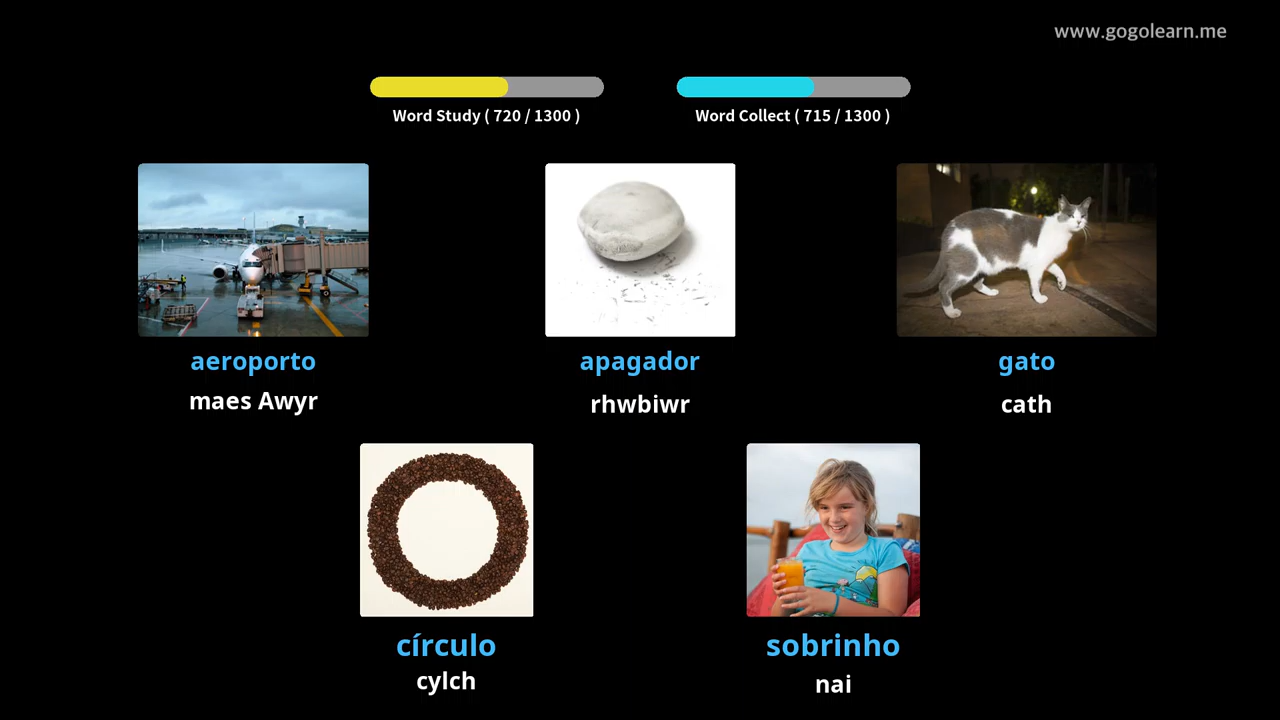 www.gogolearn.me
Word Study ( 720 / 1300 )
Word Collect ( 715 / 1300 )
aeroporto
maes Awyr
apagador
rhwbiwr
gato
cath
círculo
cylch
sobrinho
nai